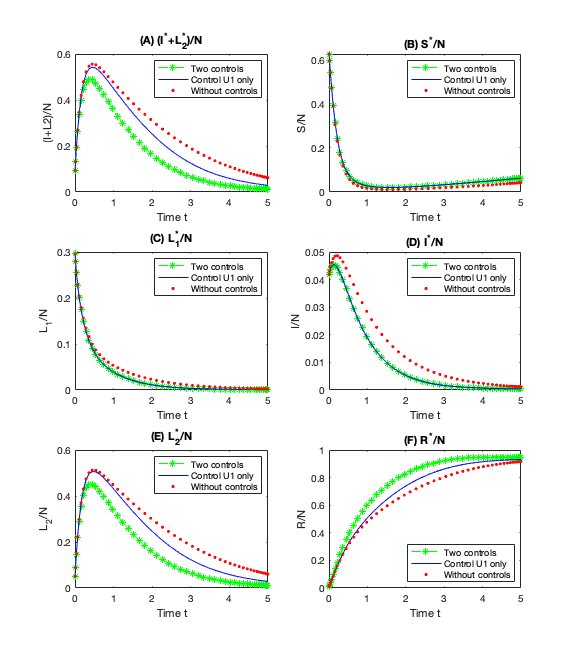 (A) (I*+L2*)/N
0.6
0.4
0.2
0
(I+L2)/N
0 1 2 3 4 5
Time t
Two controls
Control U1 only
Without controls
(B) S*/N
0.6
0.4
0.2
0
S/N
0 1 2 3 4 5
Time t
Two controls
Control U1 only
Without controls
(C) L1*/N
0.3
0.2
0.1
0
L1/N
0 1 2 3 4 5
Time t
Two controls
Control U1 only
Without controls
(D) I*/N
0.05
0.04
0.03
0.02
0.01
0
I/N
0 1 2 3 4 5
Time t
Two controls
Control U1 only
Without controls
(E) L2*/N
0.6
0.4
0.2
0
L2/N
0 1 2 3 4 5
Time t
Two controls
Control U1 only
Without controls
(F) R*/N
1
0.8
0.6
0.4
0.2
0
R/N
0 1 2 3 4 5
Time t
Two controls
Control U1 only
Without controls